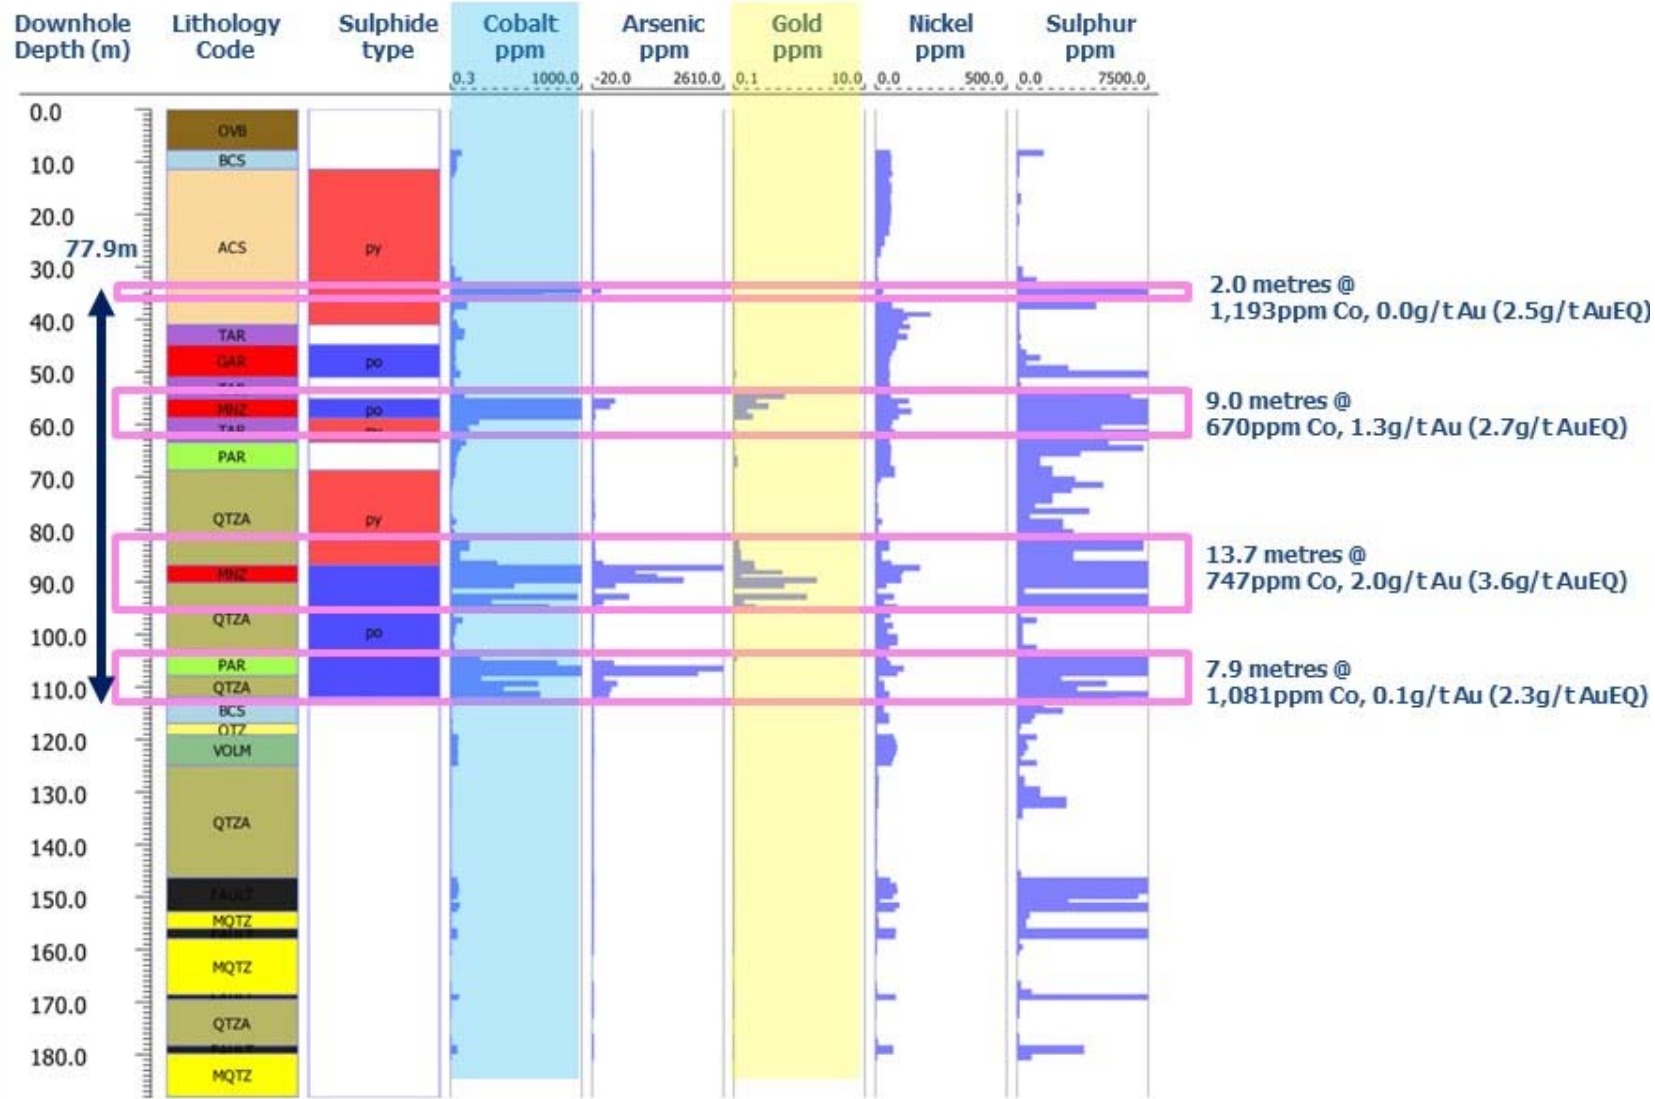 Downhole Depth (m)
Lithology Code
Sulphide type
Cobalt ppm
Arsenic ppm
Gold ppm
Nickel ppm
Sulphur ppm
0.3 1000.0
-20.0 2610.0
0.1 10.0
0.0 500.0
0.0 7500.0
0.0
10.0
20.0
30.0
40.0
50.0
60.0
70.0
80.0
90.0
100.0
110.0
120.0
130.0
140.0
150.0
160.0
170.0
180.0
77.9m
OVB
BCS
ACS
TAR
GAR
TAR
MNZ
TAR
PAR
QTZA
MNZ
QTZA
PAR
QTZA
BCS
QTZ
VOLM
QTZA
FAULT
MQTZ
FAULT
MQTZ
QTZA
FAULT
MQTZ
py
po
po
py
py
po
2.0 metres @
1,193ppm Co, 0.0g/t Au (2.5g/t AuEQ)
9.0 metres @
670ppm Co, 1.3g/t Au (2.7g/t AuEQ)
13.7 metres @
747ppm Co, 2.0g/t Au (3.6g/t AuEQ)
7.9 metres @
1,081ppm Co, 0.1g/t Au (2.3g/t AuEQ)